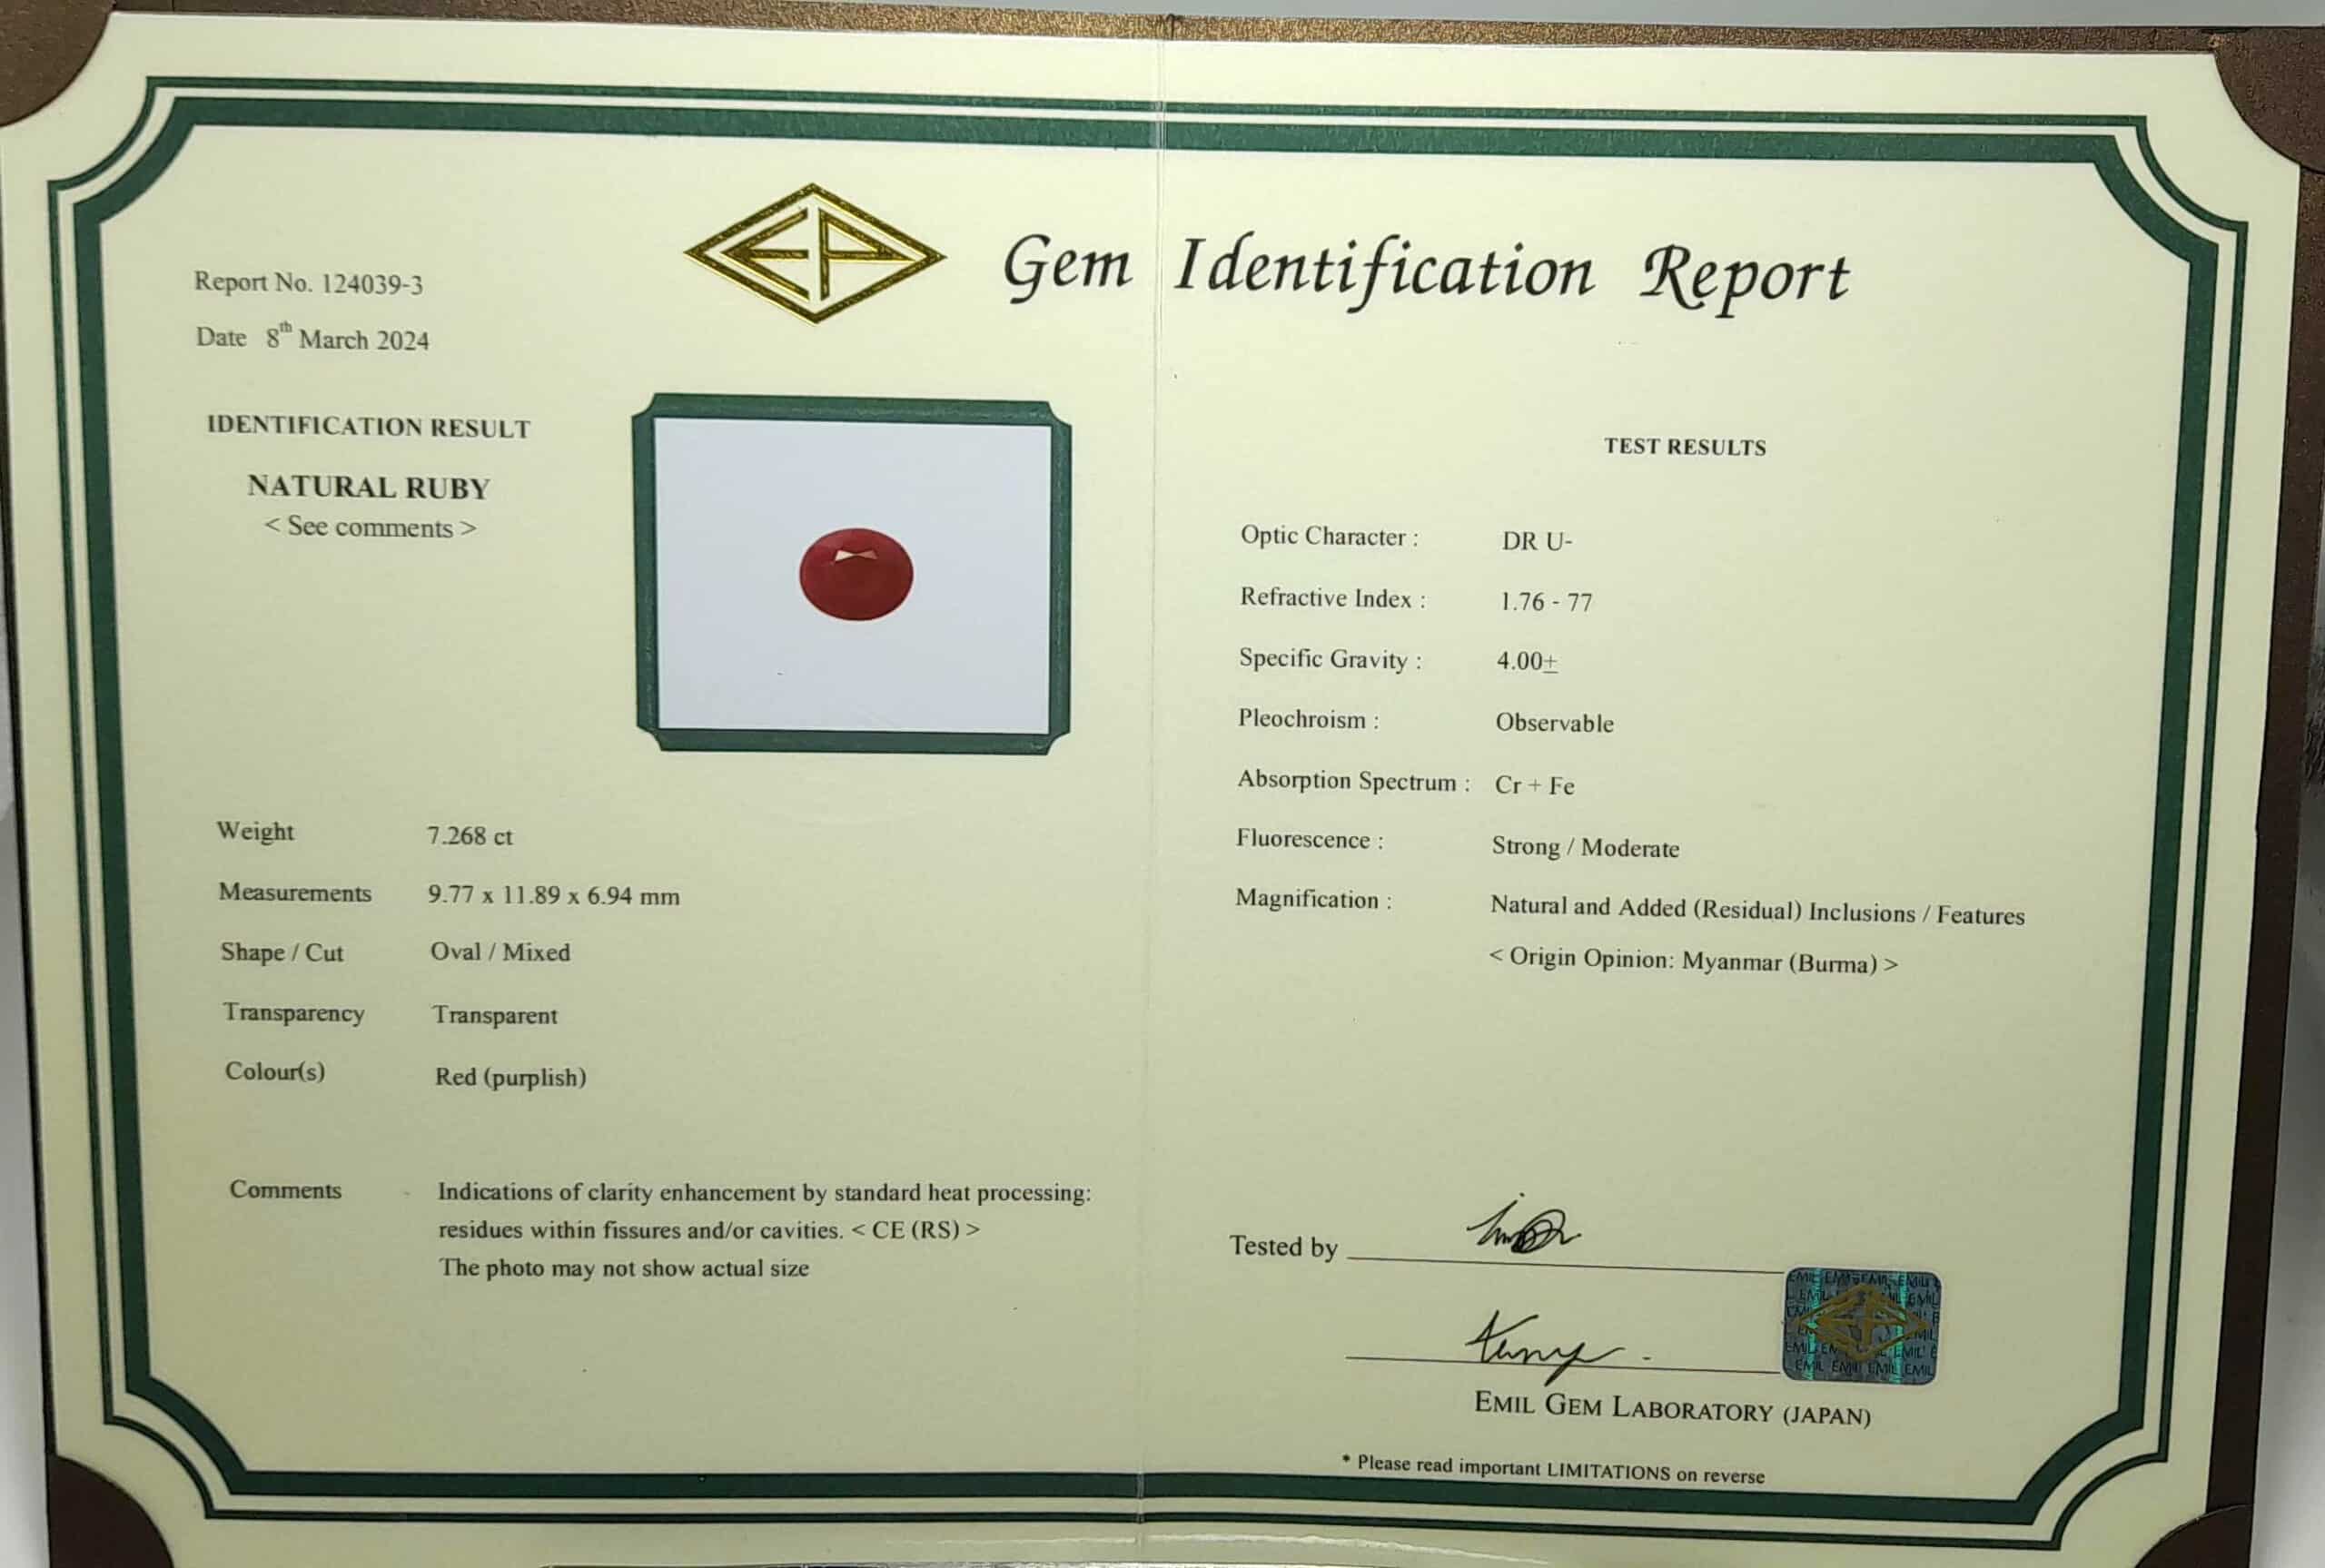 EP
Gem Identification Report
Report No. 124039-3
Date 8th March 2024
IDENTIFICATION RESULT
NATURAL RUBY
< See comments >
Weight 7.268 ct
Measurements 9.77 x 11.89 x 6.94 mm
Shape / Cut Oval / Mixed
Transparency Transparent
Colour(s) Red (purplish)
Comments Indications of clarity enhancement by standard heat processing:
residues within fissures and/or cavities. < CE (RS) >
The photo may not show actual size
TEST RESULTS
Optic Character : DR U-
Refractive Index : 1.76 - 77
Specific Gravity : 4.00±
Pleochroism : Observable
Absorption Spectrum : Cr + Fe
Fluorescence : Strong / Moderate
Magnification : Natural and Added (Residual) Inclusions / Features
< Origin Opinion: Myanmar (Burma) >
Tested by
EMIL GEM LABORATORY (JAPAN)
* Please read important LIMITATIONS on reverse